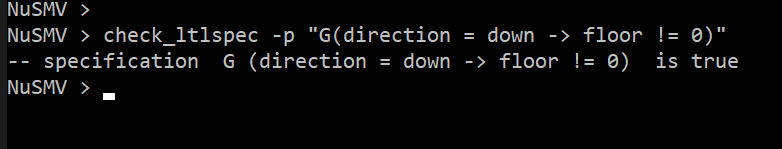 NuSMV >
NuSMV > check_ltlspec -p "G(direction = down -> floor != 0)"
-- specification  G (direction = down -> floor != 0)  is true
NuSMV >